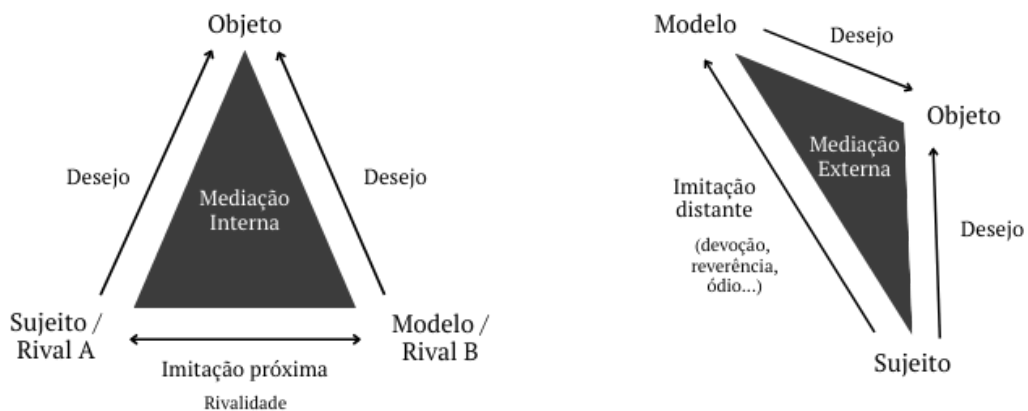 Objeto
Desejo
Desejo
Mediação
Interna
Sujeito /
Rival A
Modelo /
Rival B
Imitação próxima
Rivalidade
Modelo
Desejo
Objeto
Mediação
Externa
Imitação
distante
(devoção,
reverência,
ódio...)
Desejo
Sujeito